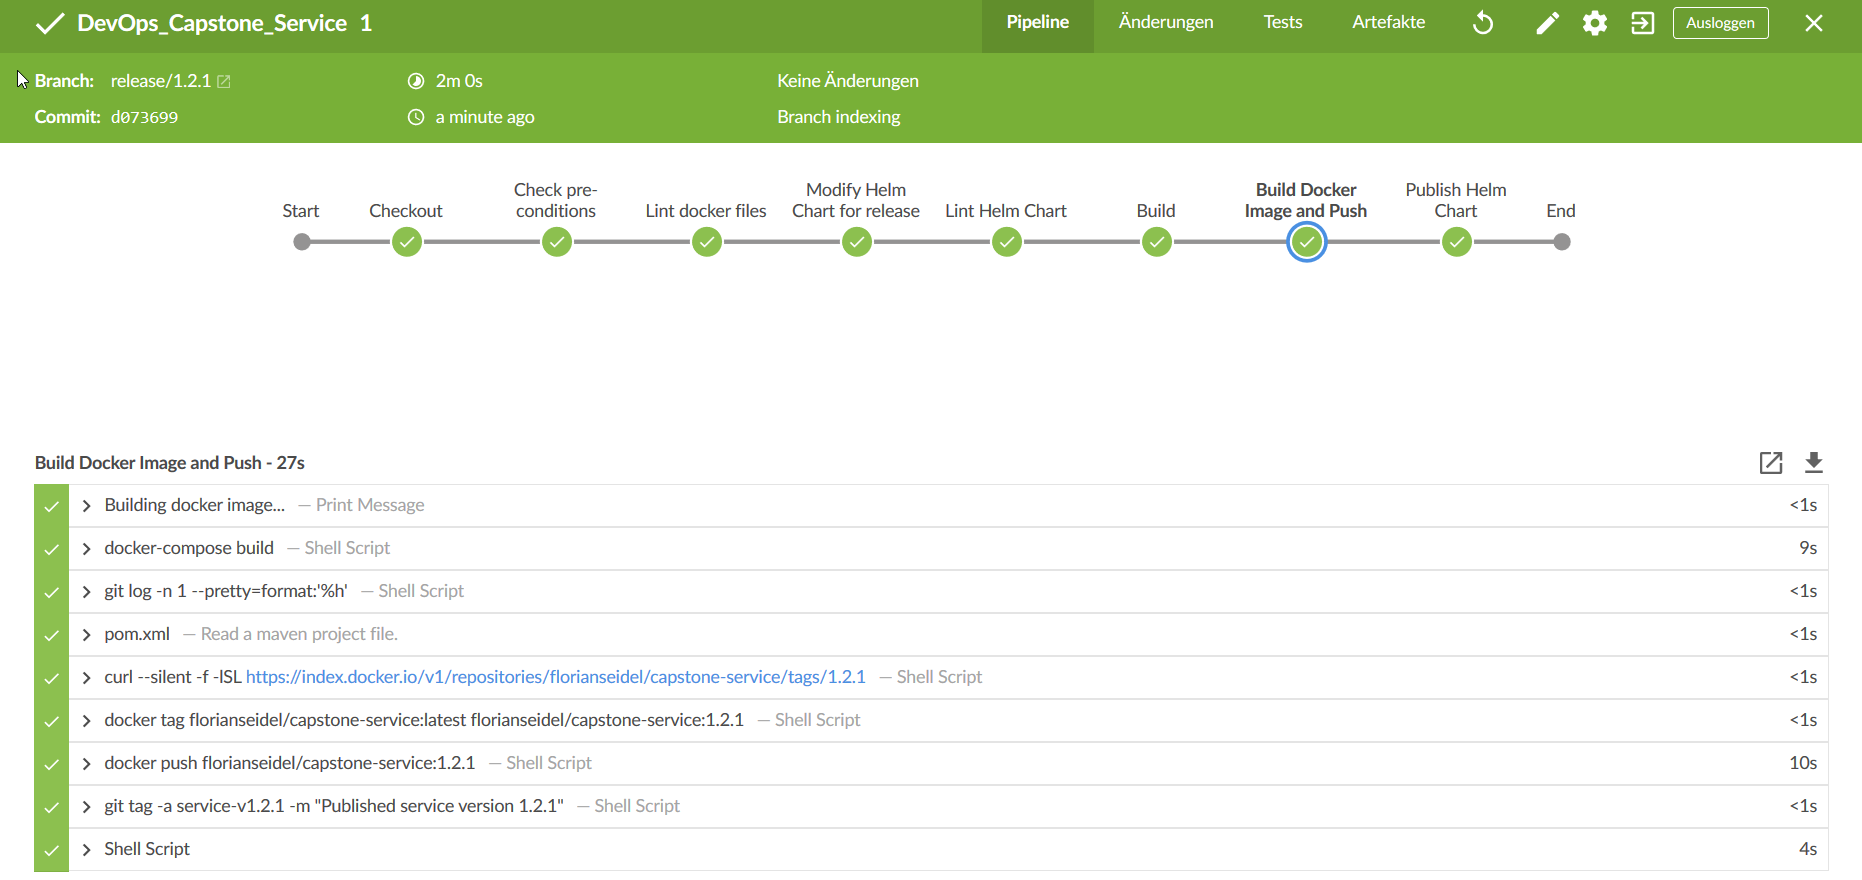 DevOps_Capstone_Service 1
Pipeline Änderungen Tests Artefakte Ausloggen
Branch: release/1.2.1 2m 0s Keine Änderungen
Commit: d073699 a minute ago Branch indexing
Start
Checkout
Check pre-
conditions
Lint docker files
Modify Helm
Chart for release
Lint Helm Chart
Build
Build Docker
Image and Push
Publish Helm
Chart
End
Build Docker Image and Push - 27s
Building docker image... — Print Message <1s
docker-compose build — Shell Script 9s
git log -n 1 --pretty=format:'%h' — Shell Script <1s
pom.xml — Read a maven project file. <1s
curl --silent -f -lSL https://index.docker.io/v1/repositories/florianseidel/capstone-service/tags/1.2.1 — Shell Script <1s
docker tag florianseidel/capstone-service:latest florianseidel/capstone-service:1.2.1 — Shell Script <1s
docker push florianseidel/capstone-service:1.2.1 — Shell Script 10s
git tag -a service-v1.2.1 -m "Published service version 1.2.1" — Shell Script <1s
Shell Script 4s